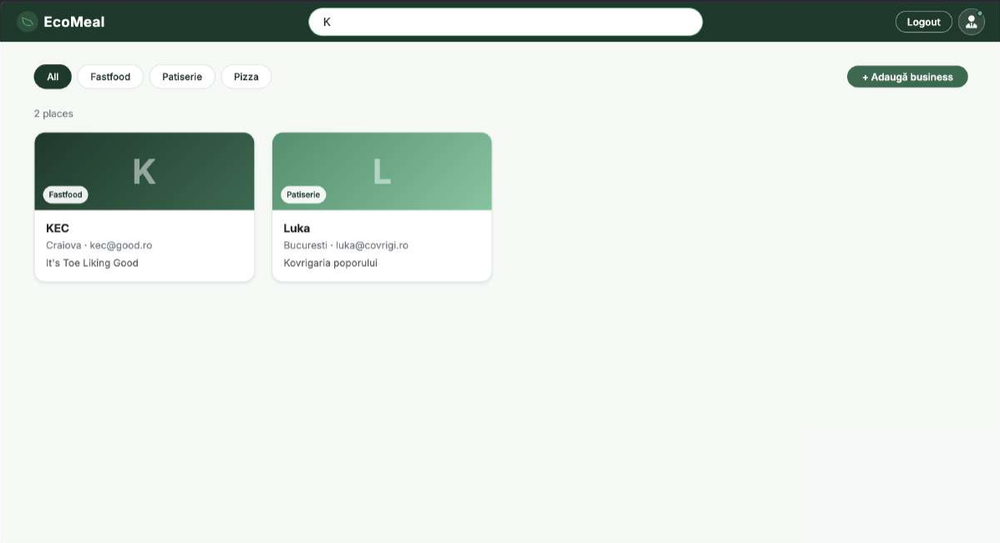 EcoMeal
K
Logout
All
Fastfood
Patiserie
Pizza
+ Adaugă business
2 places
K
Fastfood
KEC
Craiova · kec@good.ro
It's Toe Liking Good
L
Patiserie
Luka
Bucuresti · luka@covrigi.ro
Kovrigaria poporului